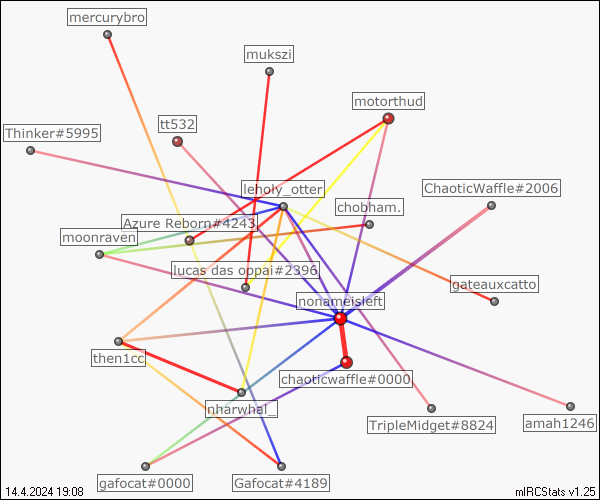 mercurybro
mukszi
motorthud
Thinker#5995
tt532
leholy_otter
ChaoticWaffle#2006
chobham.
Azure Reborn#4243
moonraven
lucas das oppai#2396
gateauxcatto
nonameisleft
then1cc
chaoticwaffle#0000
nharwhal_
TripleMidget#8824
amah1246
gafocat#0000
Gafocat#4189
14.4.2024 19:08
mIRCStats v1.25